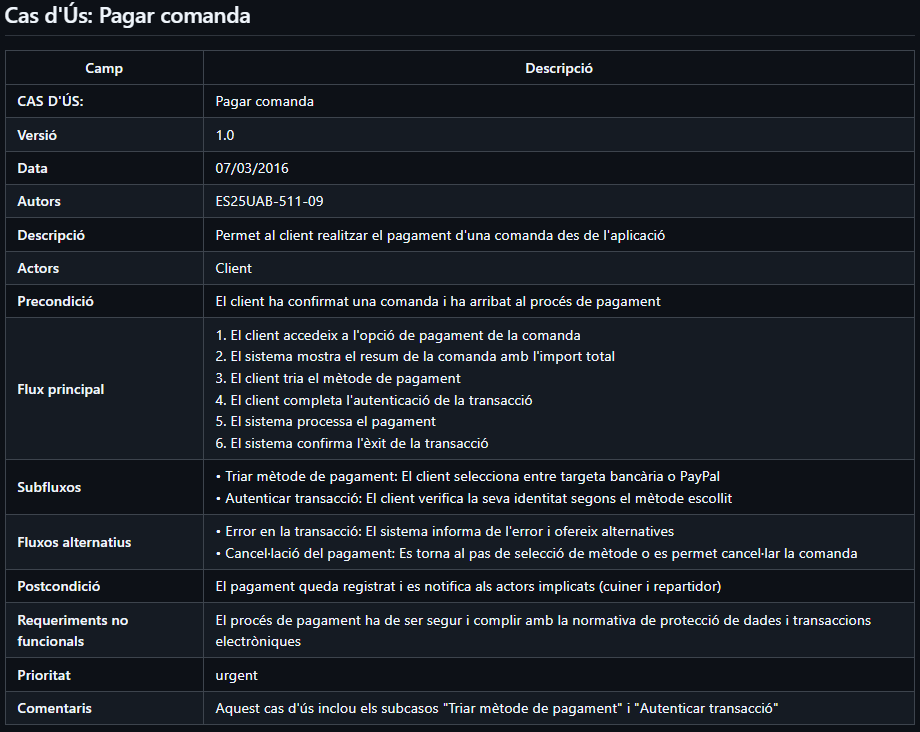 Cas d'Ús: Pagar comanda
Camp Descripció
CAS D'ÚS: Pagar comanda
Versió 1.0
Data 07/03/2016
Autors ES25UAB-511-09
Descripció Permet al client realitzar el pagament d'una comanda des de l'aplicació
Actors Client
Precondició El client ha confirmat una comanda i ha arribat al procés de pagament
Flux principal
1. El client accedeix a l'opció de pagament de la comanda
2. El sistema mostra el resum de la comanda amb l'import total
3. El client tria el mètode de pagament
4. El client completa l'autenticació de la transacció
5. El sistema processa el pagament
6. El sistema confirma l'èxit de la transacció
Subfluxos
• Triar mètode de pagament: El client selecciona entre targeta bancària o PayPal
• Autenticar transacció: El client verifica la seva identitat segons el mètode escollit
Fluxos alternatius
• Error en la transacció: El sistema informa de l'error i ofereix alternatives
• Cancel·lació del pagament: Es torna al pas de selecció de mètode o es permet cancel·lar la comanda
Postcondició El pagament queda registrat i es notifica als actors implicats (cuiner i repartidor)
Requeriments no
funcionals
El procés de pagament ha de ser segur i complir amb la normativa de protecció de dades i transaccions
electròniques
Prioritat urgent
Comentaris Aquest cas d'ús inclou els subcasos "Triar mètode de pagament" i "Autenticar transacció"